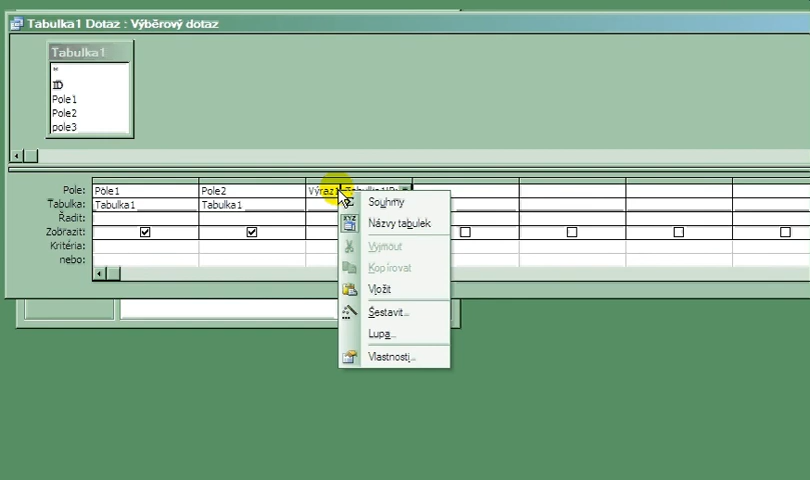 Tabulka1 Dotaz : Výběrový dotaz
Tabulka1
*
ID
Pole1
Pole2
pole3
Pole: Pole1 Pole2 Výraz1
Tabulka: Tabulka1 Tabulka1
Řadit:
Zobrazit:
Kritéria:
nebo:
Souhrny
Názvy tabulek
Vyjmout
Kopírovat
Vložit
Sestavit...
Lupa...
Vlastnosti...